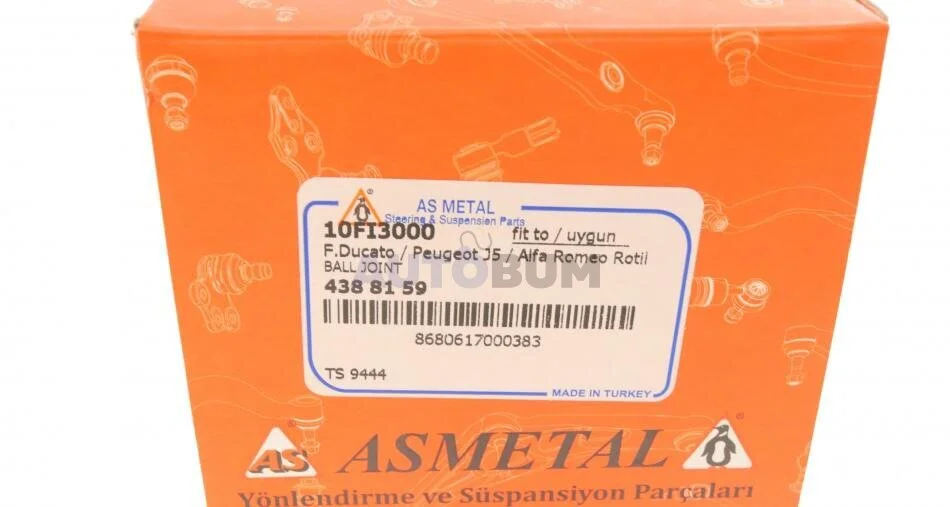 AS METAL
Steering & Suspension Parts
10FI3000 fit to / uygun
F.Ducato / Peugeot J5 / Alfa Romeo Rotil
BALL JOINT
AUTOBUM
438 81 59
8680617000383
TS 9444
MADE IN TURKEY
AS ASMETAL
Yönlendirme ve Süspansiyon Parçaları